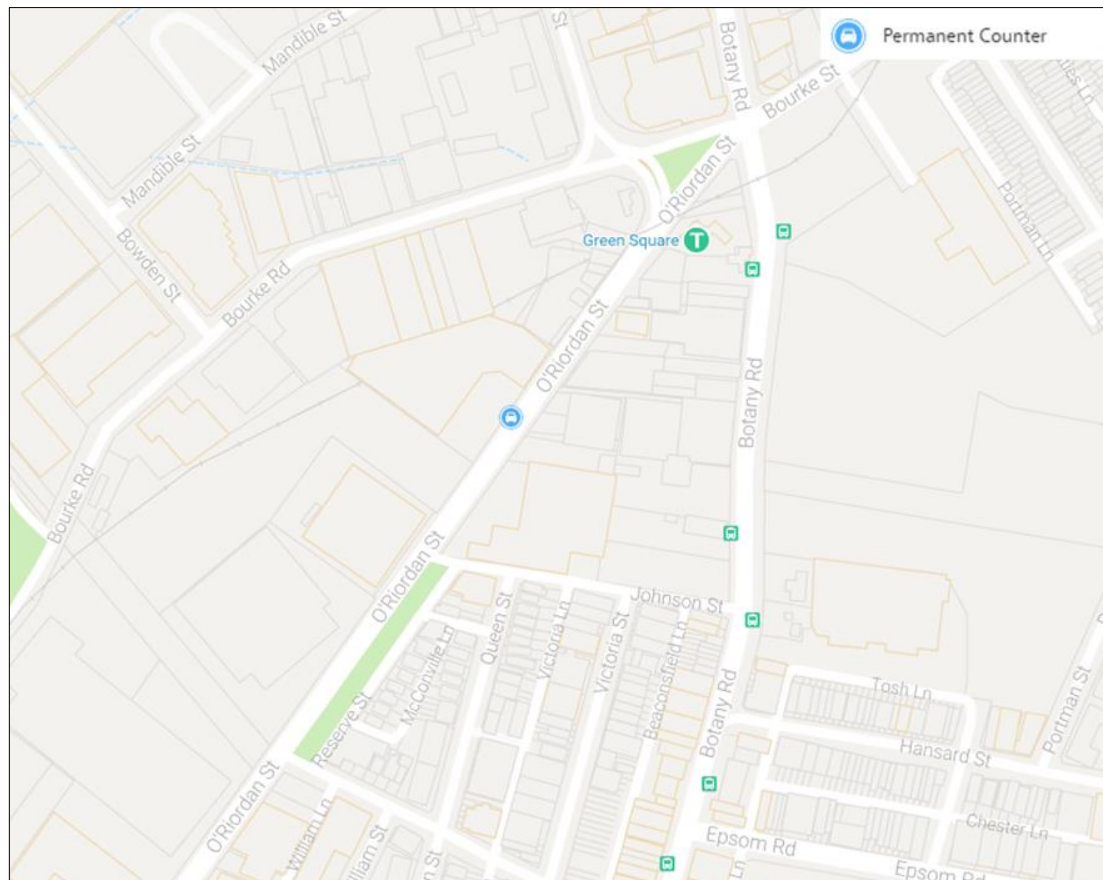 Permanent Counter
Mandible St
St
Botany Rd
Bourke St
Mandible St
O'Riordan St
Portman Ln
Green Square
T
Bowden St
Bourke Rd
O'Riordan St
Botany Rd
Bourke Rd
O'Riordan St
Johnson St
Queen St
Victoria Ln
Victoria St
Beaconsfield Ln
McConville Ln
Reserve St
Botany Rd
Tosh Ln
Portman St
Hansard St
O'Riordan St
William Ln
William St
St
Chester Ln
Epsom Rd
Epsom Rd
Ln